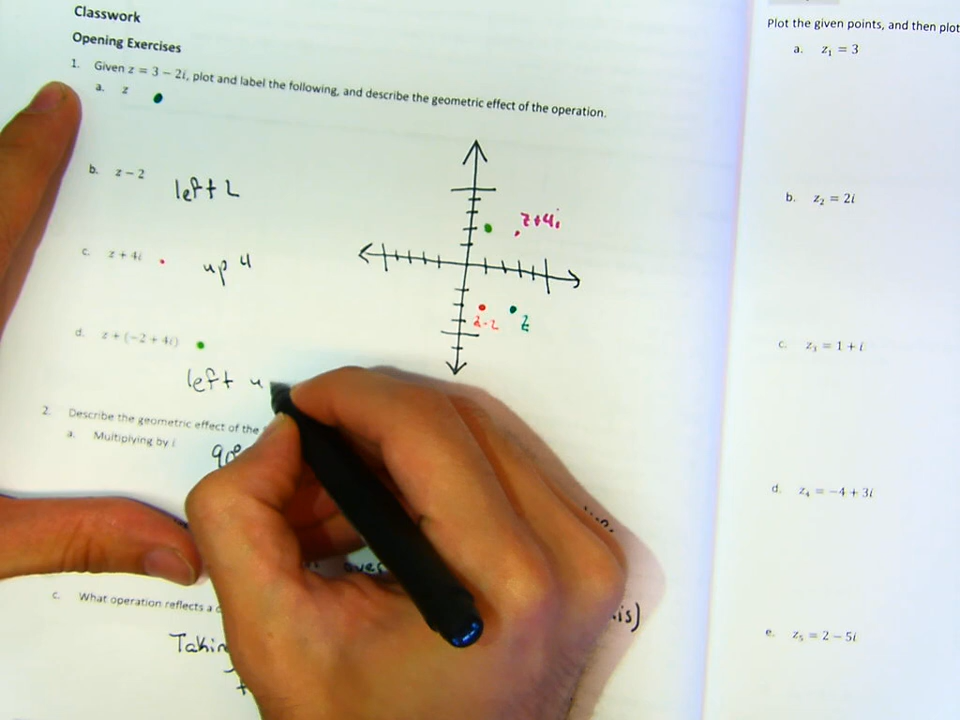 Classwork
Opening Exercises
1. Given z = 3 − 2i, plot and label the following, and describe the geometric effect of the operation.
a. z
b. z − 2
left 2
c. z + 4i
up 4
d. z + (−2 + 4i)
left
z+4i
z-2
z
2. Describe the geometric effect of the
a. Multiplying by i
over
c. What operation reflects a
Plot the given points, and then plot
a. z₁ = 3
b. z₂ = 2i
c. z₃ = 1 + i
d. z₄ = −4 + 3i
e. z₅ = 2 − 5i